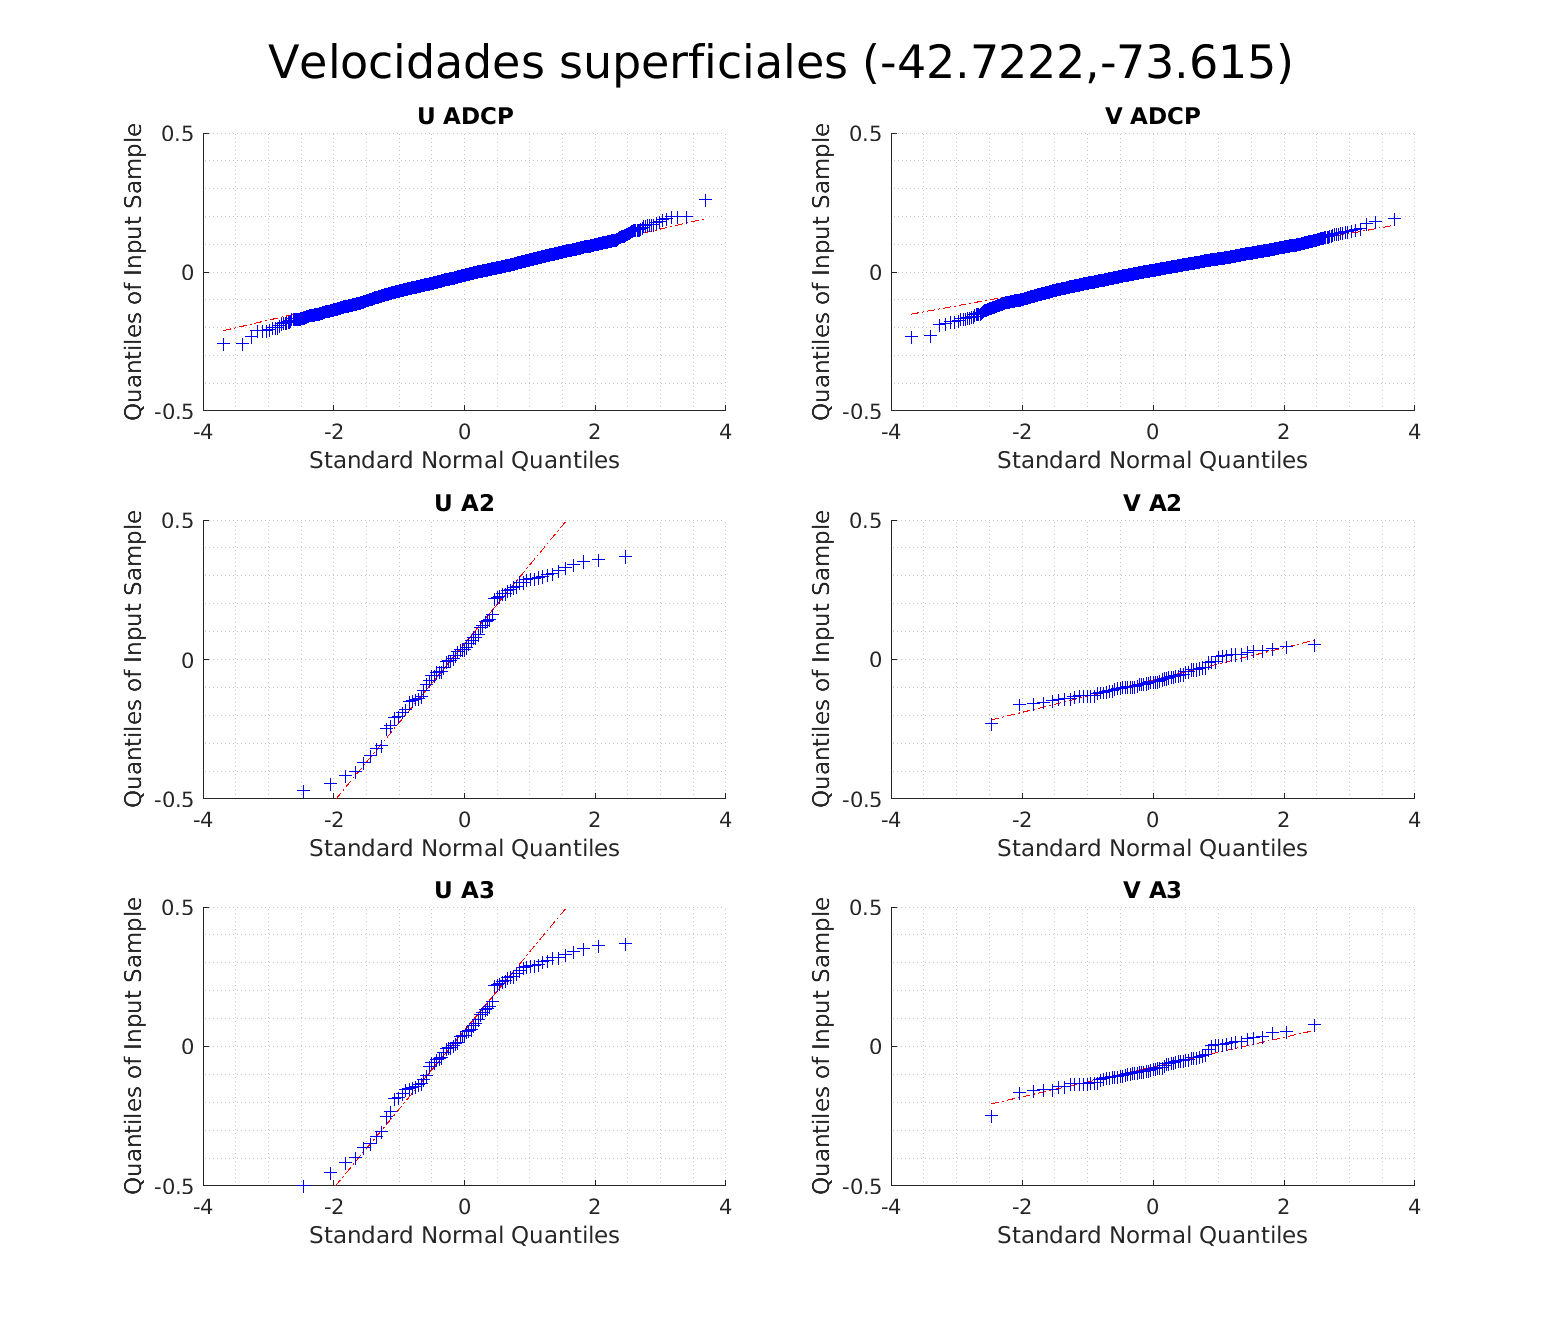 Velocidades superficiales (-42.7222,-73.615)
U ADCP
Quantiles of Input Sample
0.5
0
-0.5
-4
-2
0
2
4
Standard Normal Quantiles
V ADCP
Quantiles of Input Sample
0.5
0
-0.5
-4
-2
0
2
4
Standard Normal Quantiles
U A2
Quantiles of Input Sample
0.5
0
-0.5
-4
-2
0
2
4
Standard Normal Quantiles
V A2
Quantiles of Input Sample
0.5
0
-0.5
-4
-2
0
2
4
Standard Normal Quantiles
U A3
Quantiles of Input Sample
0.5
0
-0.5
-4
-2
0
2
4
Standard Normal Quantiles
V A3
Quantiles of Input Sample
0.5
0
-0.5
-4
-2
0
2
4
Standard Normal Quantiles